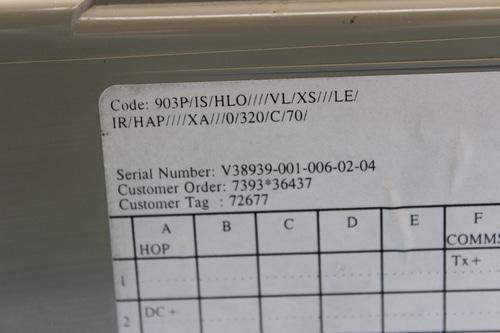 Code: 903P/IS/HLO////VL/XS///LE/
IR/HAP////XA///0/320/C/70/
Serial Number: V38939-001-006-02-04
Customer Order: 7393*36437
Customer Tag : 72677
A B C D E F
HOP COMMS
1 Tx+
2 DC+